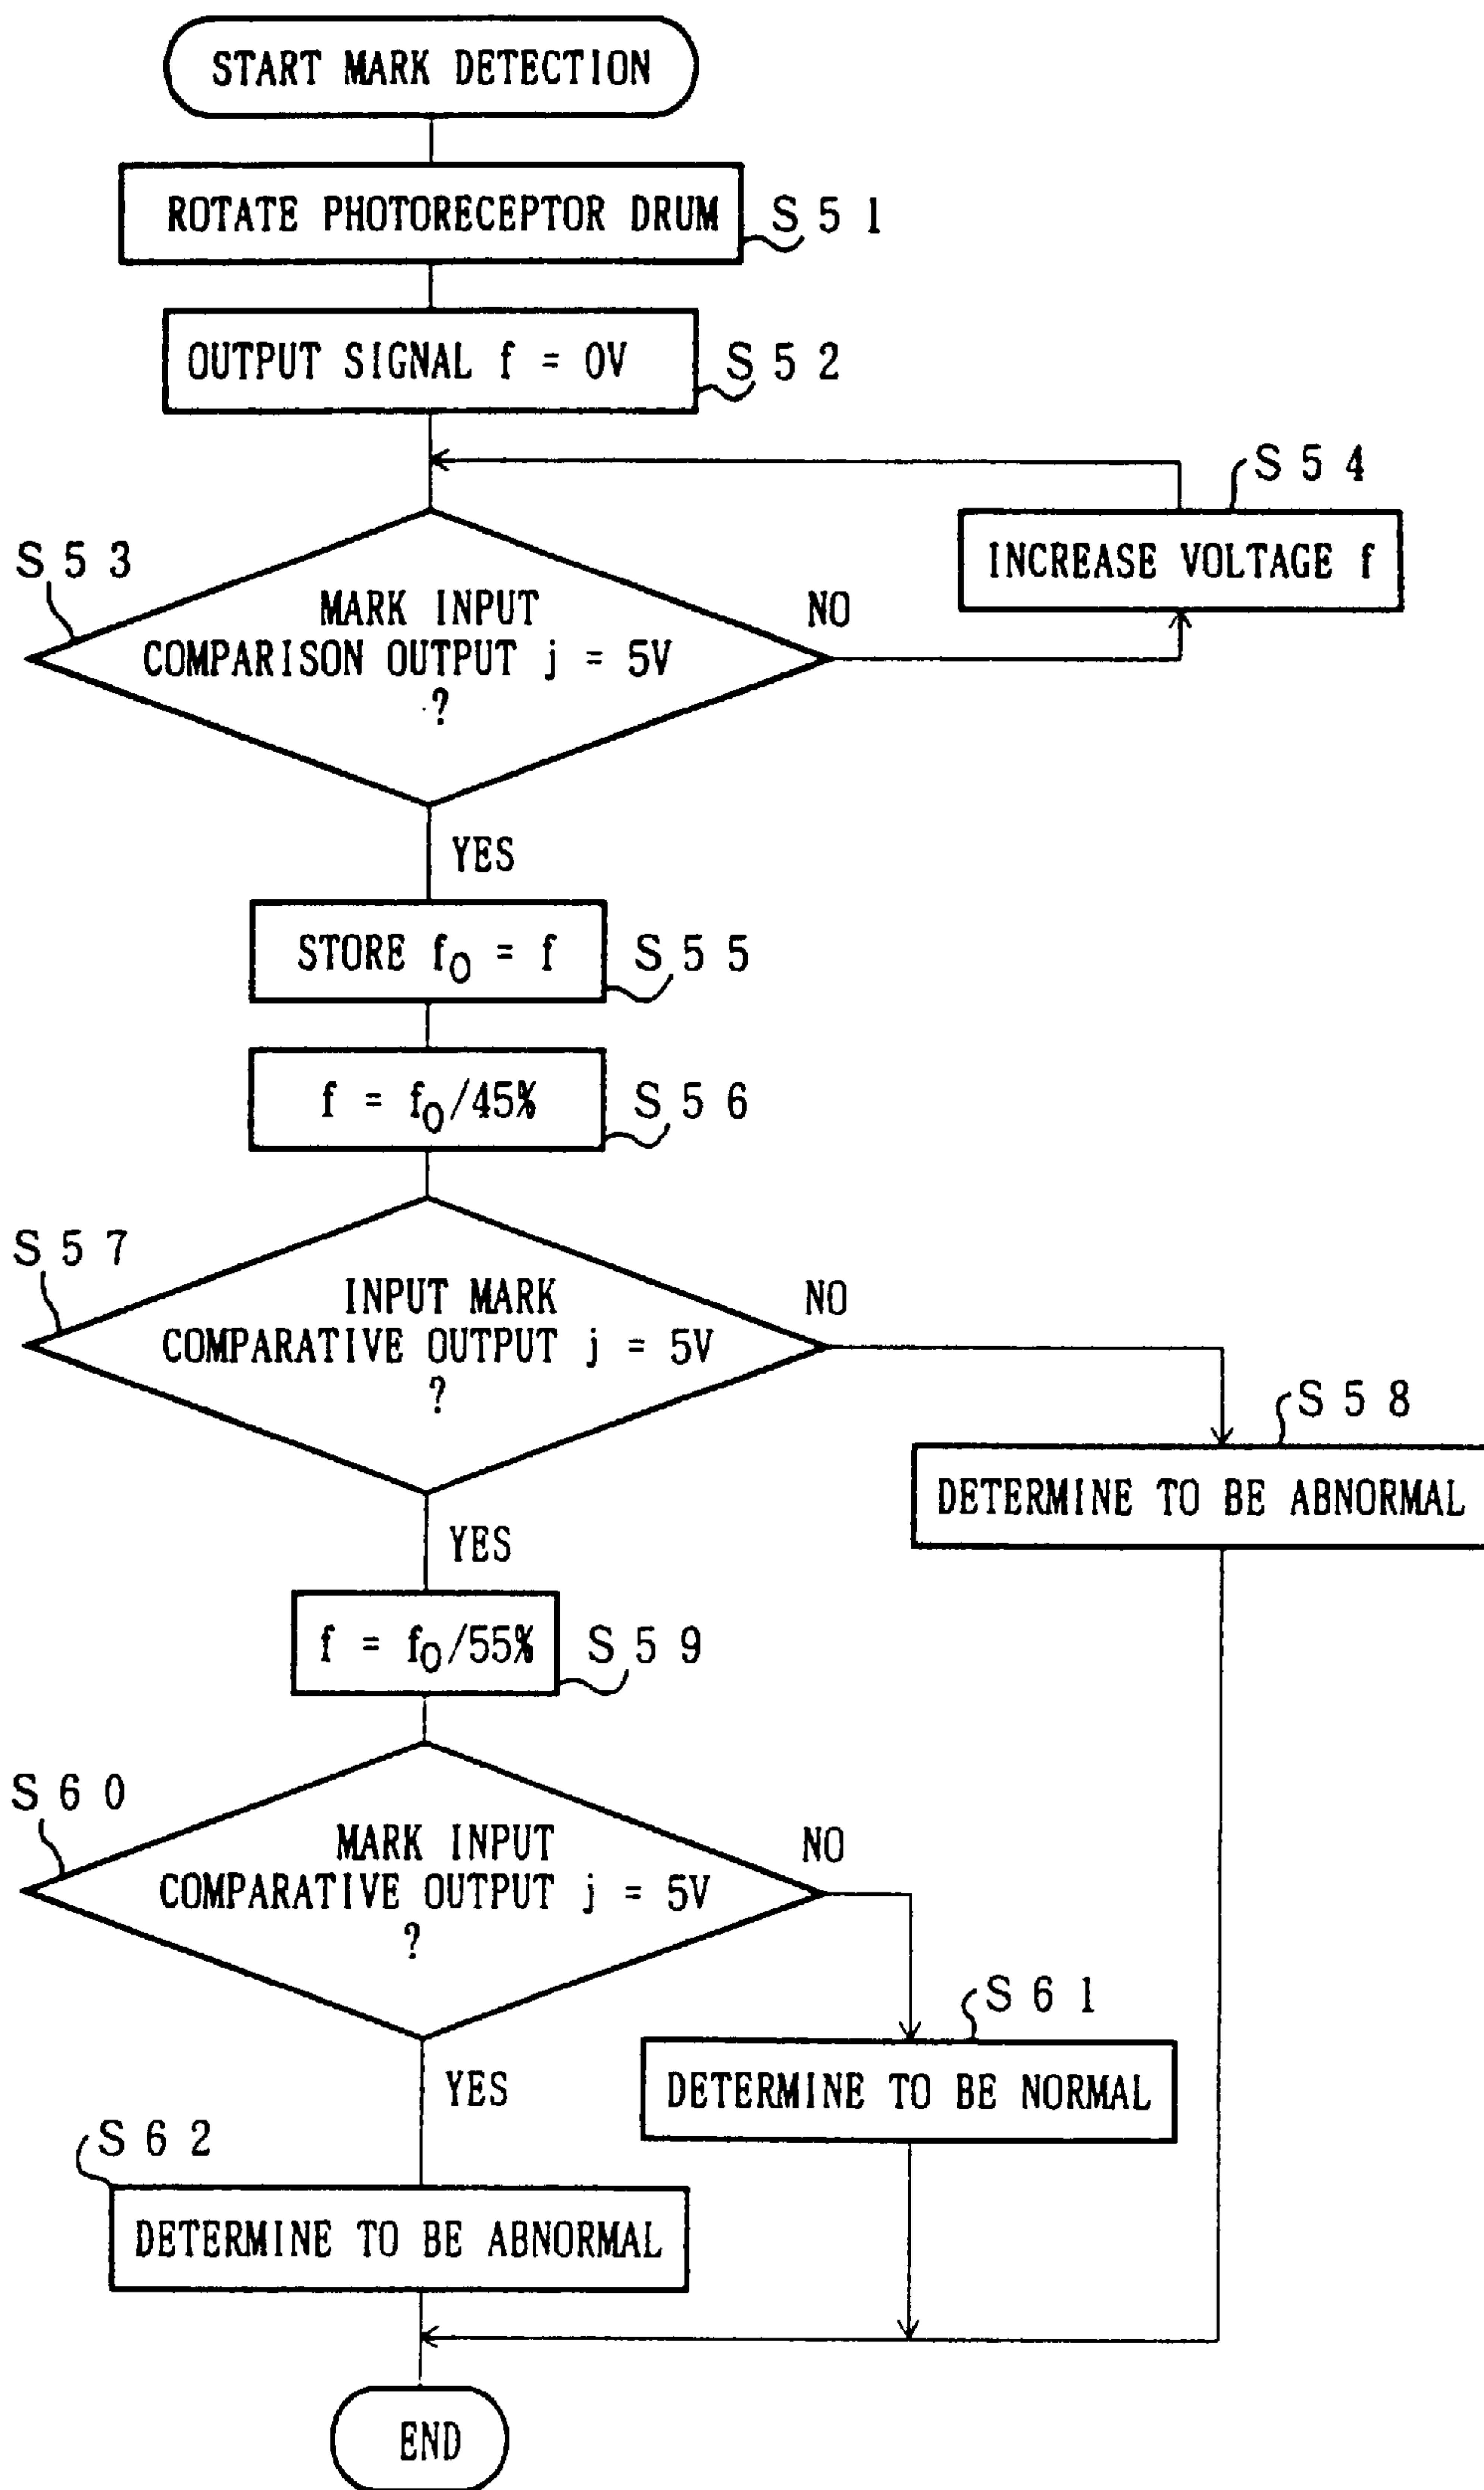 START MARK DETECTION
ROTATE PHOTORECEPTOR DRUM
S51
OUTPUT SIGNAL f = 0V
S52
S54
INCREASE VOLTAGE f
S53
MARK INPUT
COMPARISON OUTPUT j = 5V
?
NO
YES
STORE f0 = f
S55
f = f0/45%
S56
S57
INPUT MARK
COMPARATIVE OUTPUT j = 5V
?
NO
S58
DETERMINE TO BE ABNORMAL
YES
f = f0/55%
S59
S60
MARK INPUT
COMPARATIVE OUTPUT j = 5V
?
NO
S61
DETERMINE TO BE NORMAL
YES
S62
DETERMINE TO BE ABNORMAL
END